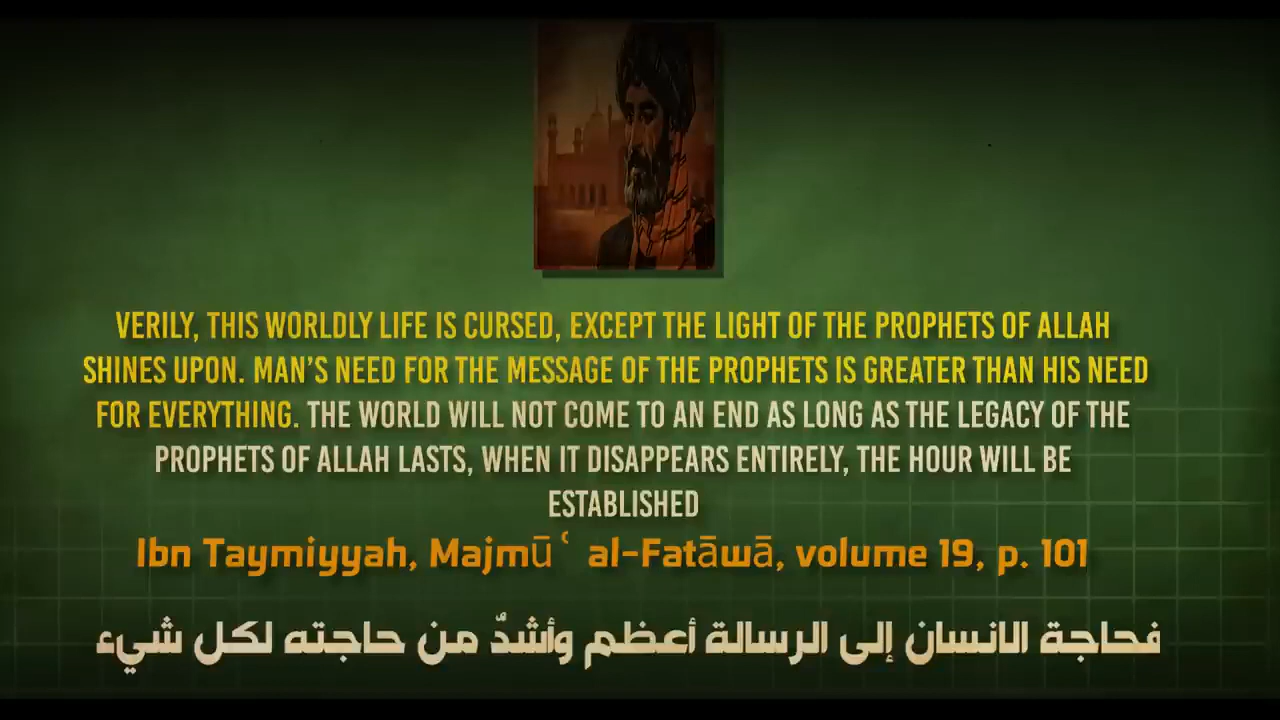 VERILY, THIS WORLDLY LIFE IS CURSED, EXCEPT THE LIGHT OF THE PROPHETS OF ALLAH
SHINES UPON. MAN'S NEED FOR THE MESSAGE OF THE PROPHETS IS GREATER THAN HIS NEED
FOR EVERYTHING. THE WORLD WILL NOT COME TO AN END AS LONG AS THE LEGACY OF THE
PROPHETS OF ALLAH LASTS, WHEN IT DISAPPEARS ENTIRELY, THE HOUR WILL BE
ESTABLISHED
Ibn Taymiyyah, Majmūʿ al-Fatāwā, volume 19, p. 101
فحاجة الانسان إلى الرسالة أعظم وأشدٌ من حاجته لكل شيء